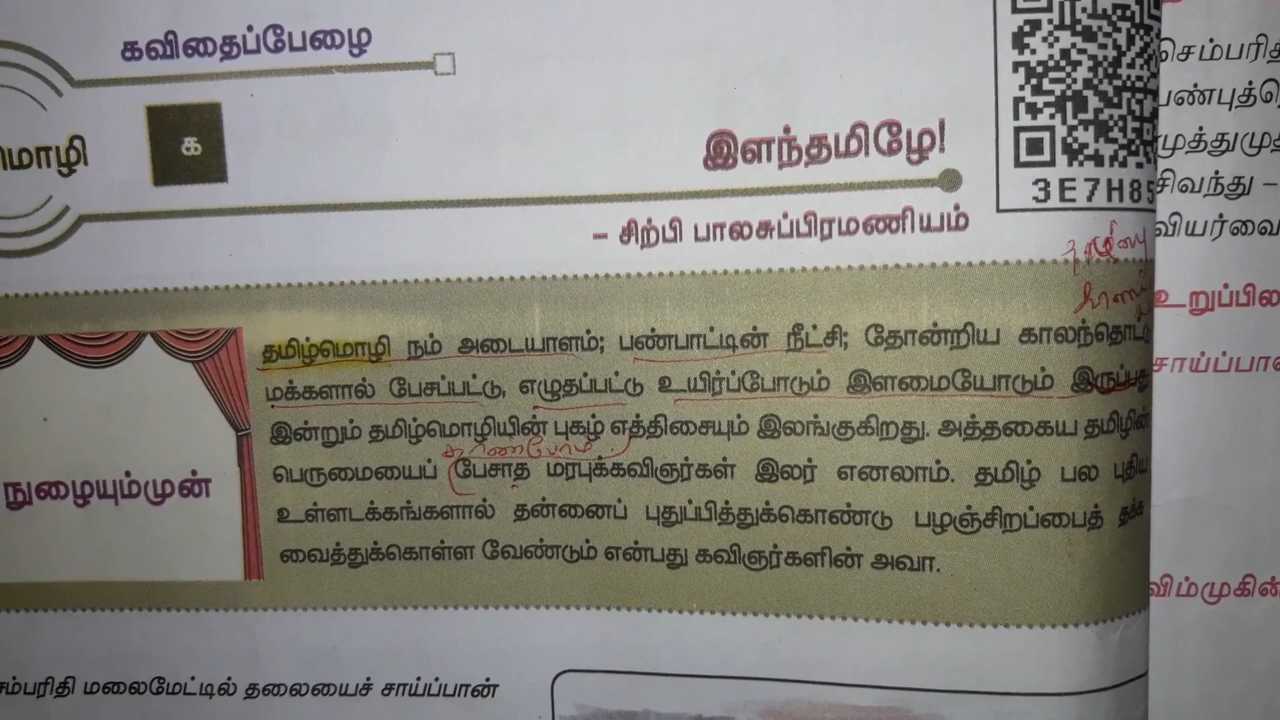 கவிதைப்பேழை
மொழி
க
இளந்தமிழே!
– சிற்பி பாலசுப்பிரமணியம்
3E7H85
நுழையும்முன்
தமிழ்மொழி நம் அடையாளம்; பண்பாட்டின் நீட்சி; தோன்றிய காலந்தொட்டு
மக்களால் பேசப்பட்டு, எழுதப்பட்டு உயிர்ப்போடும் இளமையோடும் இருப்பது
இன்றும் தமிழ்மொழியின் புகழ் எத்திசையும் இலங்குகிறது. அத்தகைய தமிழின்
பெருமையைப் பேசாத மரபுக்கவிஞர்கள் இலர் எனலாம். தமிழ் பல புதிய
உள்ளடக்கங்களால் தன்னைப் புதுப்பித்துக்கொண்டு பழஞ்சிறப்பைத் தக்க
வைத்துக்கொள்ள வேண்டும் என்பது கவிஞர்களின் அவா.
செம்பரிதி மலைமேட்டில் தலையைச் சாய்ப்பான்
செம்பரிதி
சிவந்து –
வியர்வை